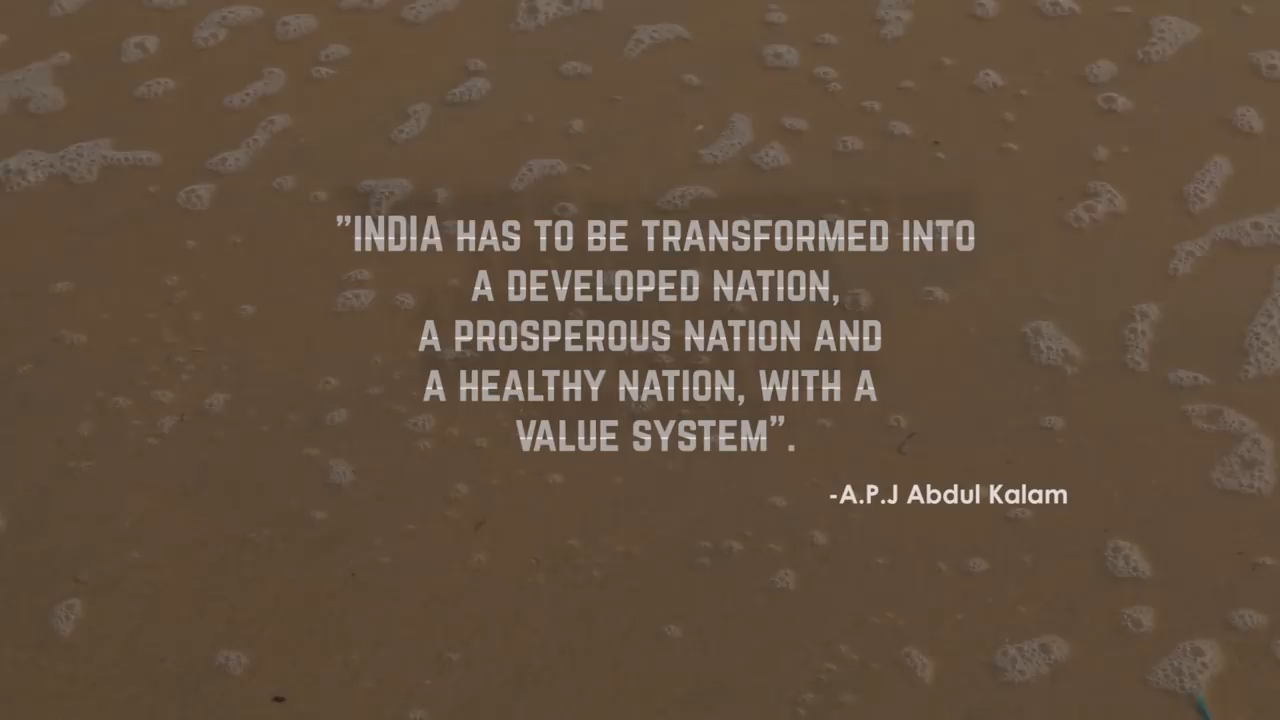 ”INDIA HAS TO BE TRANSFORMED INTO
A DEVELOPED NATION,
A PROSPEROUS NATION AND
A HEALTHY NATION, WITH A
VALUE SYSTEM”.
-A.P.J Abdul Kalam